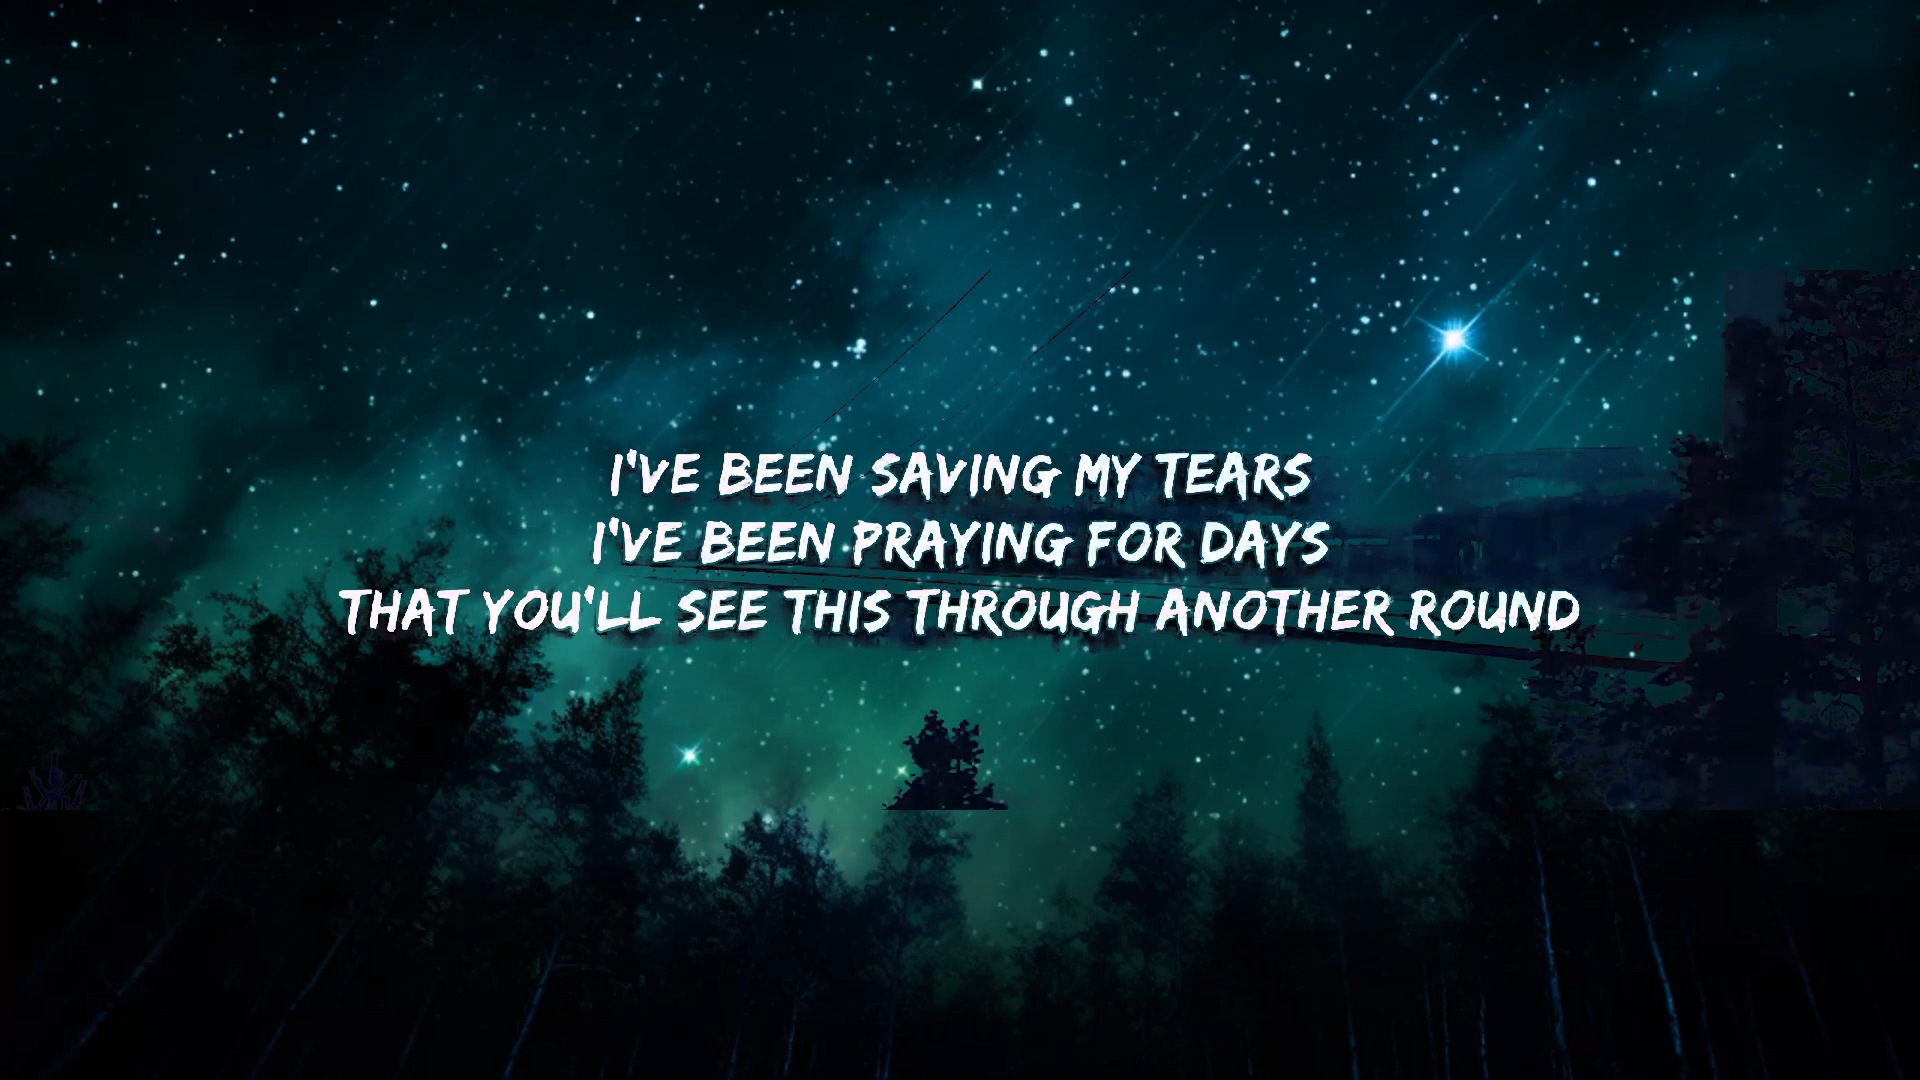 I'VE BEEN SAVING MY TEARS
I'VE BEEN PRAYING FOR DAYS
THAT YOU'LL SEE THIS THROUGH ANOTHER ROUND